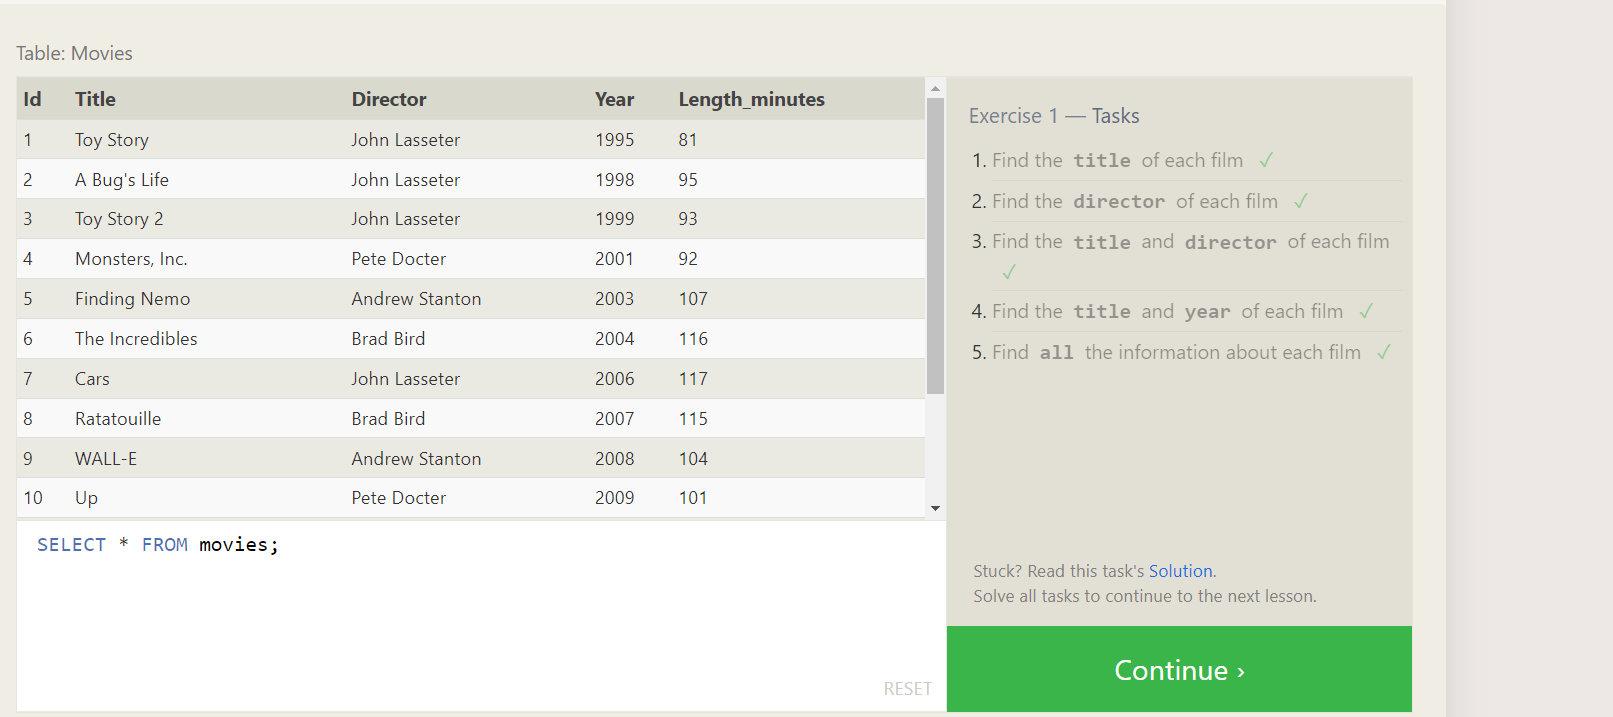 Table: Movies
Id Title Director Year Length_minutes
1 Toy Story John Lasseter 1995 81
2 A Bug's Life John Lasseter 1998 95
3 Toy Story 2 John Lasseter 1999 93
4 Monsters, Inc. Pete Docter 2001 92
5 Finding Nemo Andrew Stanton 2003 107
6 The Incredibles Brad Bird 2004 116
7 Cars John Lasseter 2006 117
8 Ratatouille Brad Bird 2007 115
9 WALL-E Andrew Stanton 2008 104
10 Up Pete Docter 2009 101
SELECT * FROM movies;
RESET
Exercise 1 — Tasks
1. Find the title of each film ✓
2. Find the director of each film ✓
3. Find the title and director of each film
✓
4. Find the title and year of each film ✓
5. Find all the information about each film ✓
Stuck? Read this task's Solution.
Solve all tasks to continue to the next lesson.
Continue ›